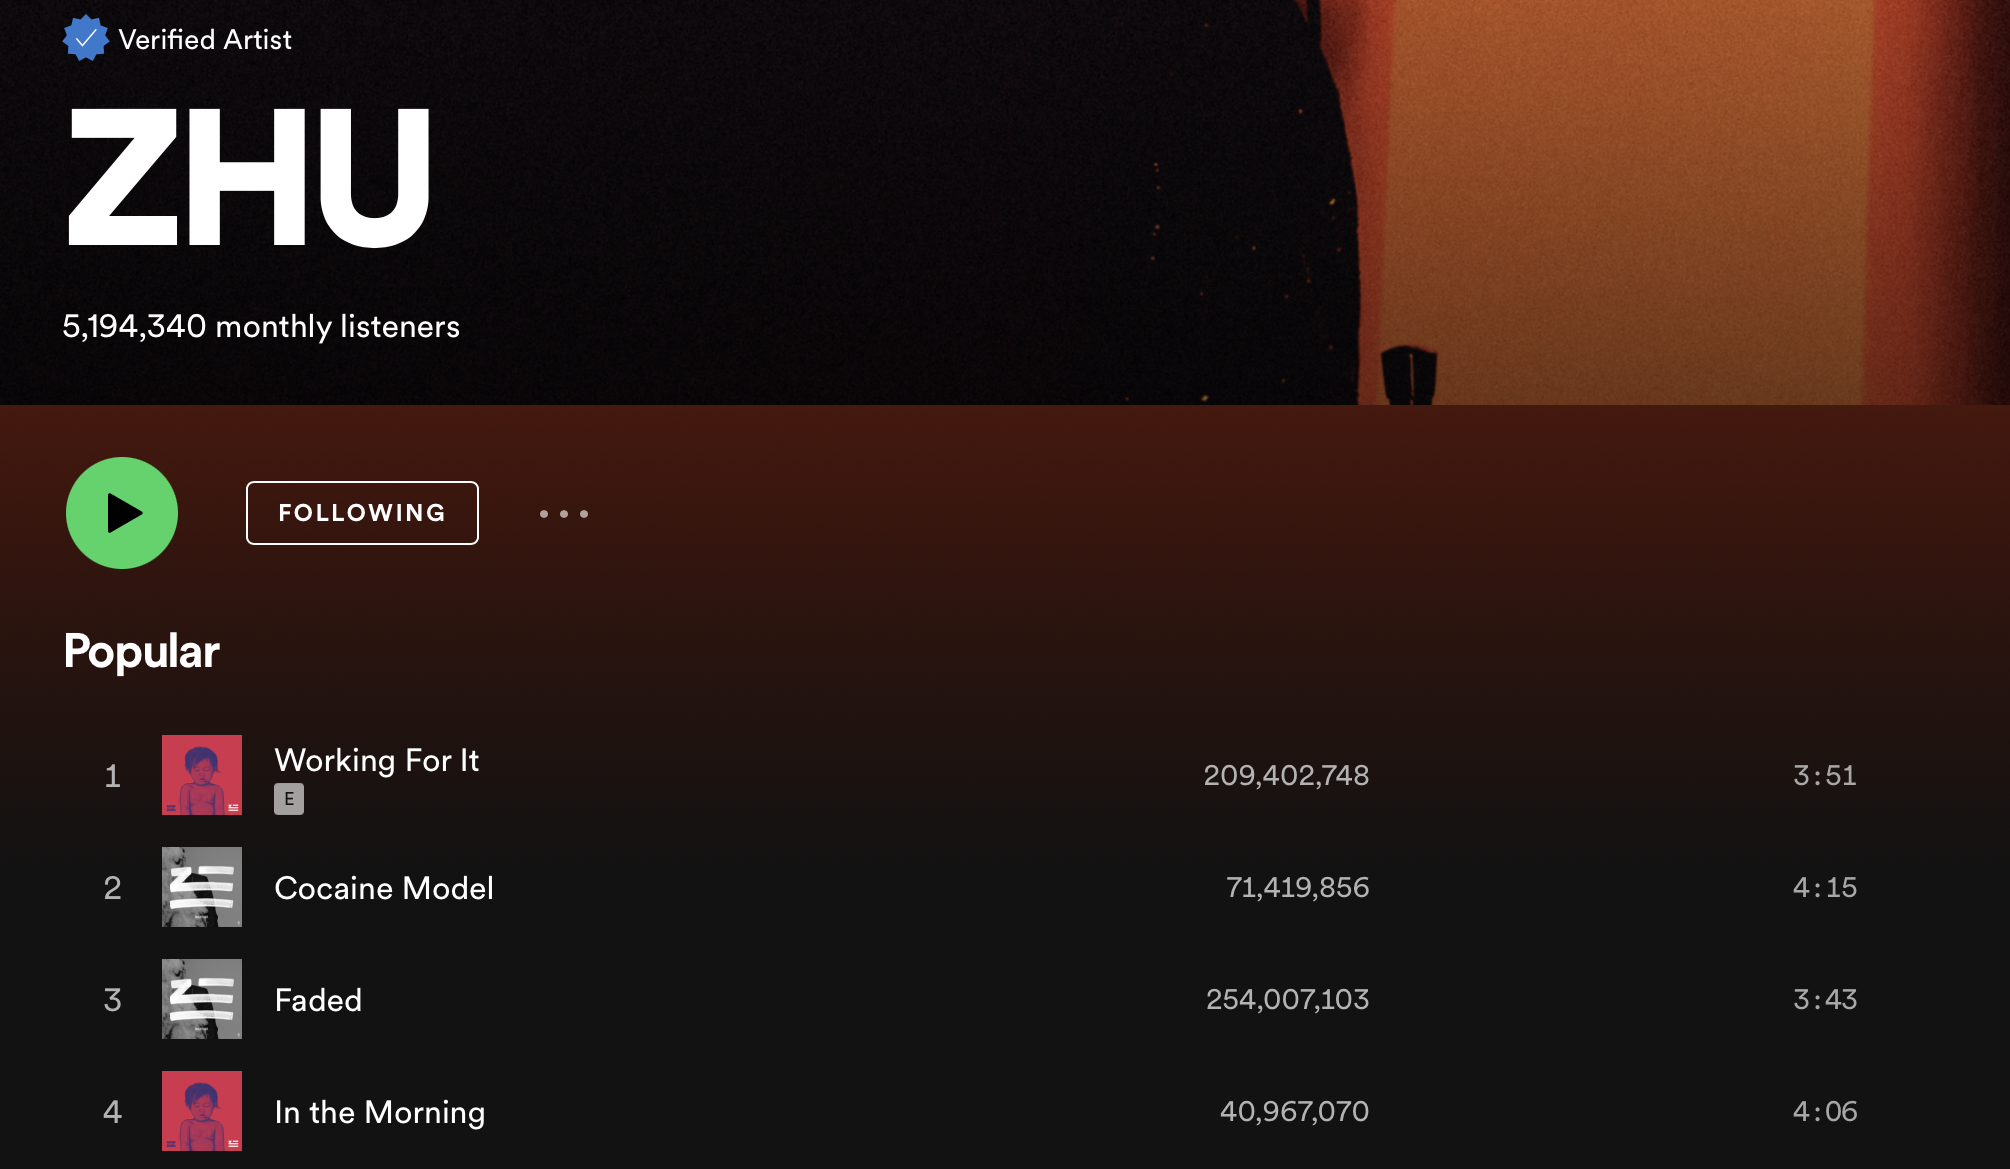 Verified Artist
ZHU
5,194,340 monthly listeners
FOLLOWING
Popular
1 Working For It 209,402,748 3:51
E
2 Cocaine Model 71,419,856 4:15
3 Faded 254,007,103 3:43
4 In the Morning 40,967,070 4:06